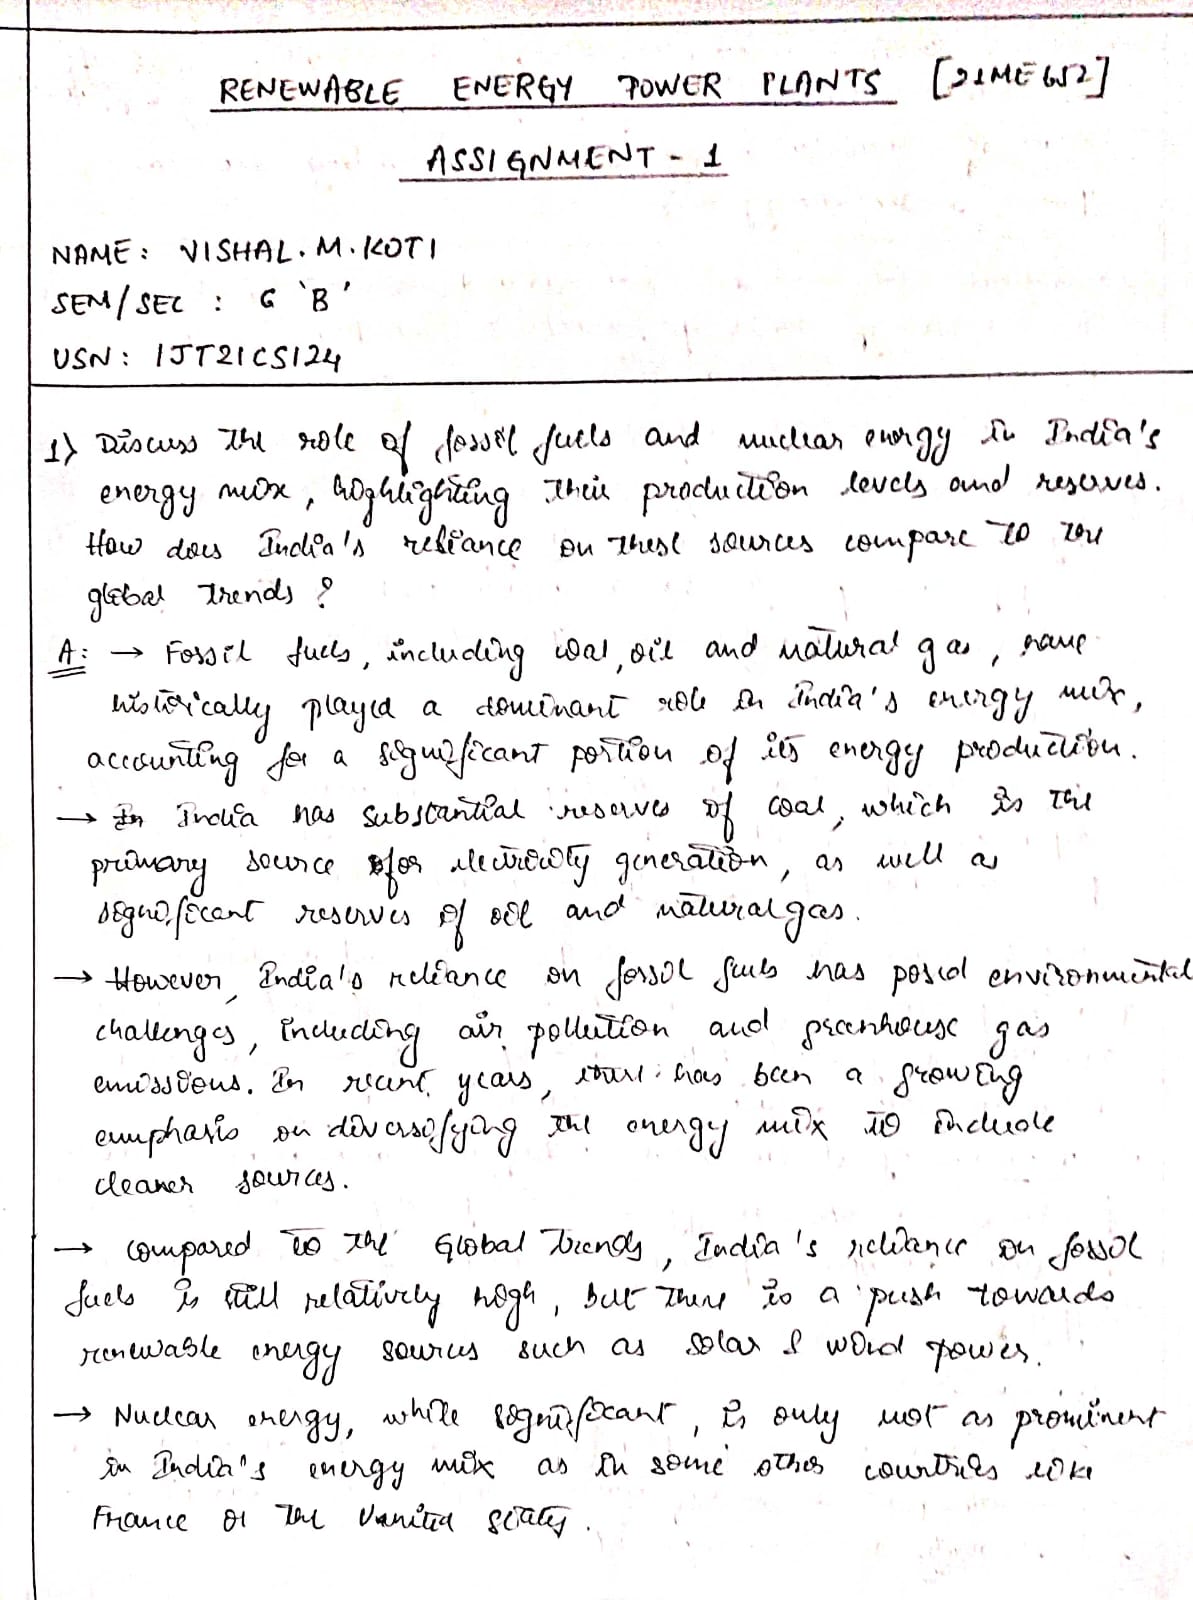 RENEWABLE ENERGY POWER PLANTS [21ME652]
ASSIGNMENT - 1
NAME: VISHAL.M.KOTI
SEM/SEC : 6 'B'
USN: 1JT21CS124
1) Discuss the role of fossil fuels and nuclear energy in India's
energy mix, highlighting their production levels and reserves.
How does India's reliance on these sources compare to the
global trends?
A: → Fossil fuels, including coal, oil and natural gas, have
historically played a dominant role in India's energy mix,
accounting for a significant portion of its energy production.
→ In India has substantial reserves of coal, which is the
primary source for electricity generation, as well as
significant reserves of oil and natural gas.
→ However, India's reliance on fossil fuels has posed environmental
challenges, including air pollution and greenhouse gas
emissions. In recent years, there has been a growing
emphasis on diversifying the energy mix to include
cleaner sources.
→ Compared to the Global Trends, India's reliance on fossil
fuels is still relatively high, but there is a push towards
renewable energy sources such as solar & wind power.
→ Nuclear energy, while significant, is only not as prominent
in India's energy mix as in some other countries like
France or the Vanited States.